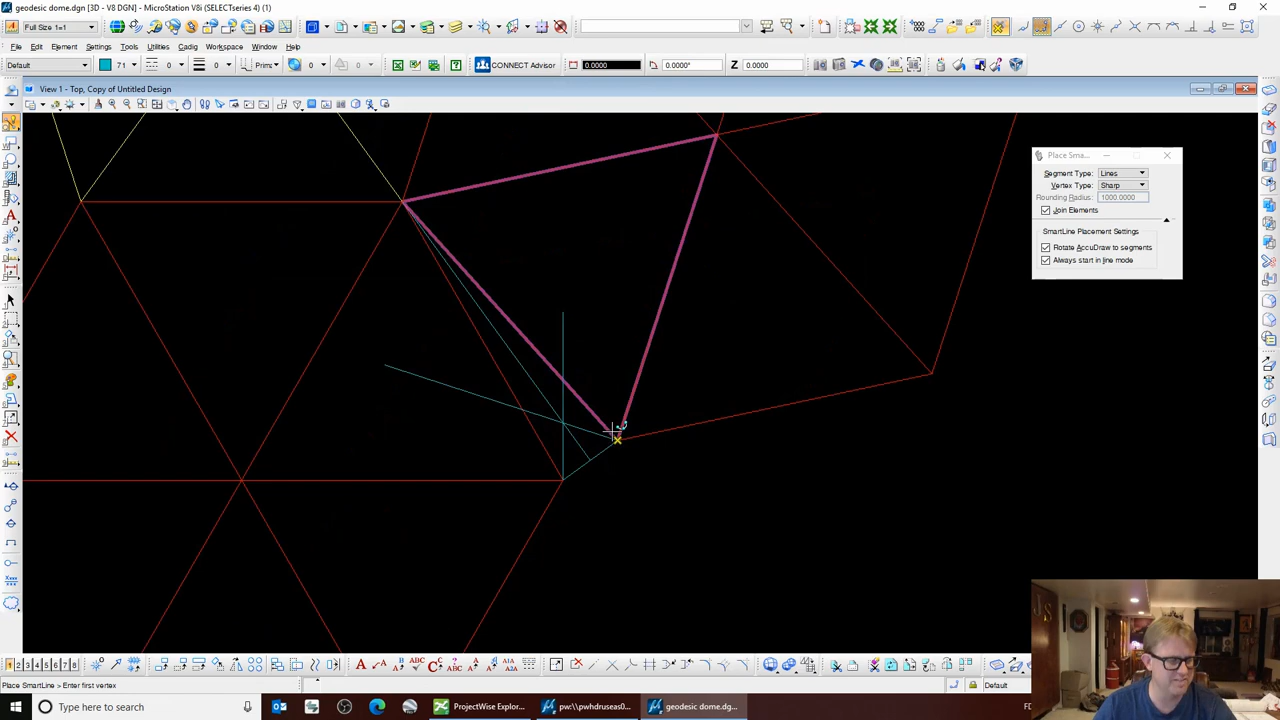 geodesic dome.dgn [3D - V8 DGN] - MicroStation V8i (SELECTseries 4) (1)
Full Size 1=1
File Edit Element Settings Tools Utilities Cadig Workspace Window Help
Default 71 0 0 Prim: 0 0 CONNECT Advisor 0.0000 0.0000° Z 0.0000
View 1 - Top, Copy of Untitled Design
Place Sma...
Segment Type: Lines
Vertex Type: Sharp
Rounding Radius: 1000.0000
Join Elements
SmartLine Placement Settings
Rotate AccuDraw to segments
Always start in line mode
1 2 3 4 5 6 7 8
Place SmartLine > Enter first vertex
Default
Type here to search
ProjectWise Explor...
pw:\\pwhdruseas0...
geodesic dome.dg...